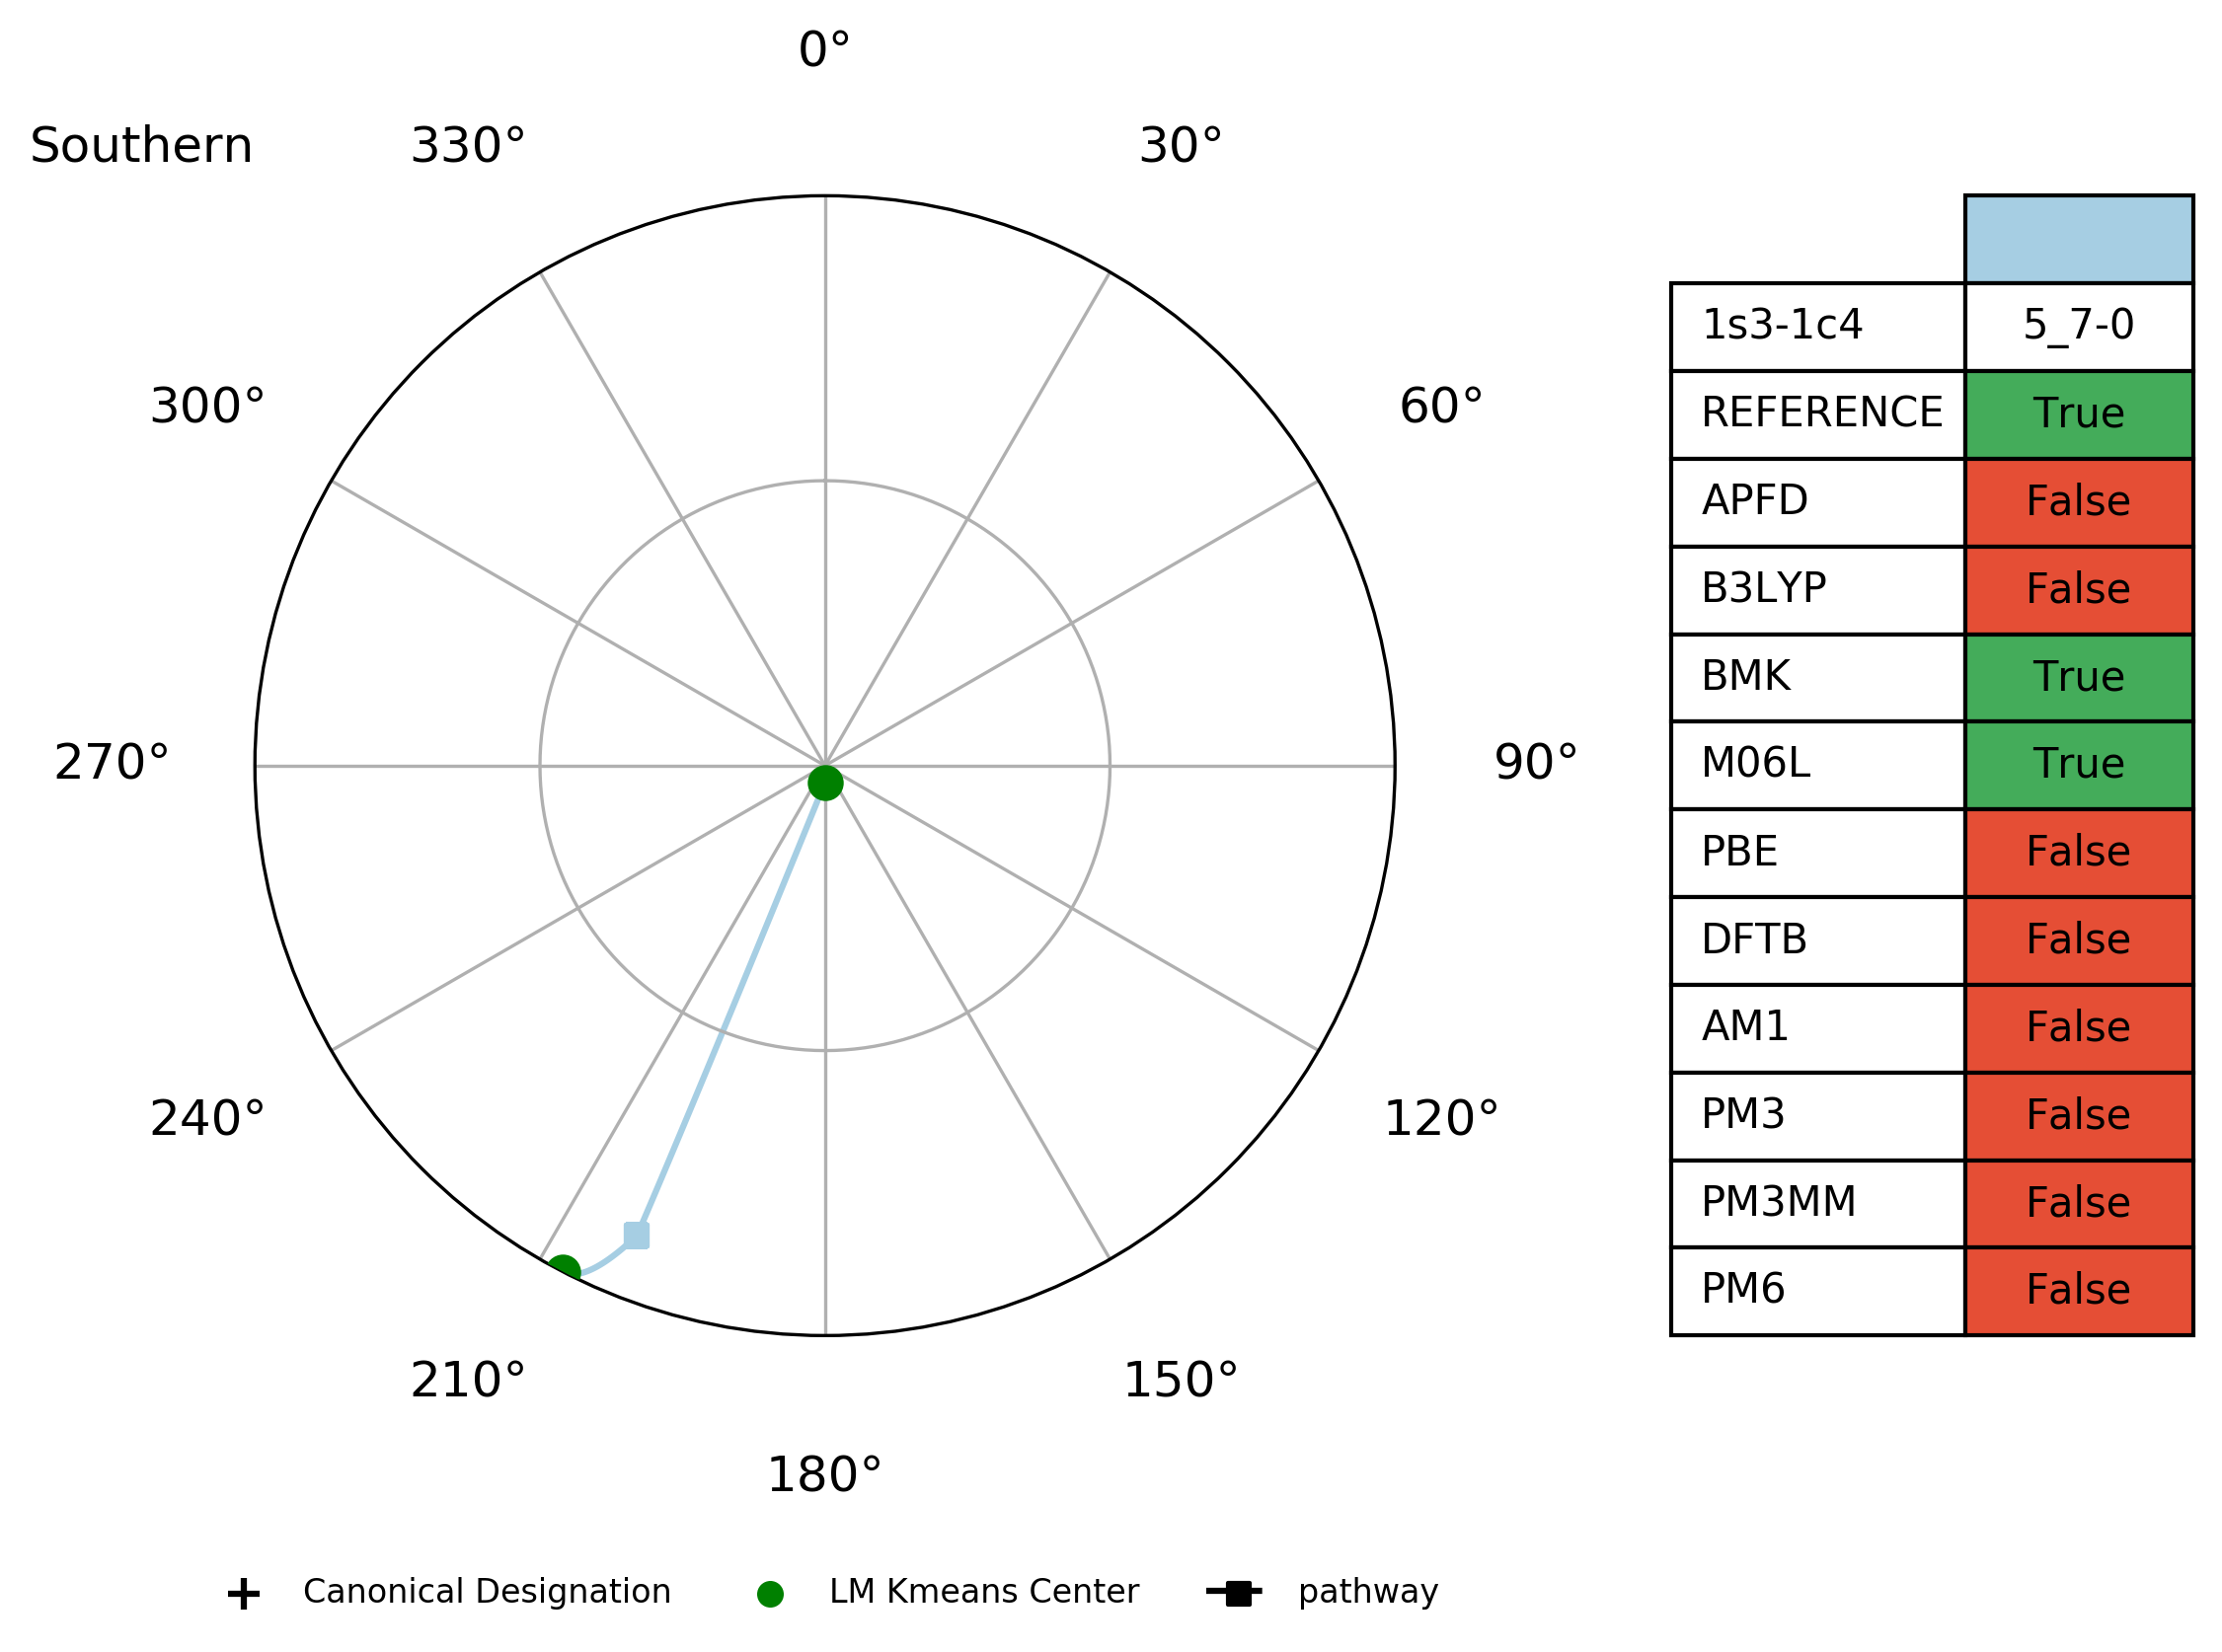 0°
Southern
330°
30°
300°
60°
270°
90°
240°
120°
210°
150°
180°
1s3-1c4 5_7-0
REFERENCE True
APFD False
B3LYP False
BMK True
M06L True
PBE False
DFTB False
AM1 False
PM3 False
PM3MM False
PM6 False
Canonical Designation LM Kmeans Center pathway